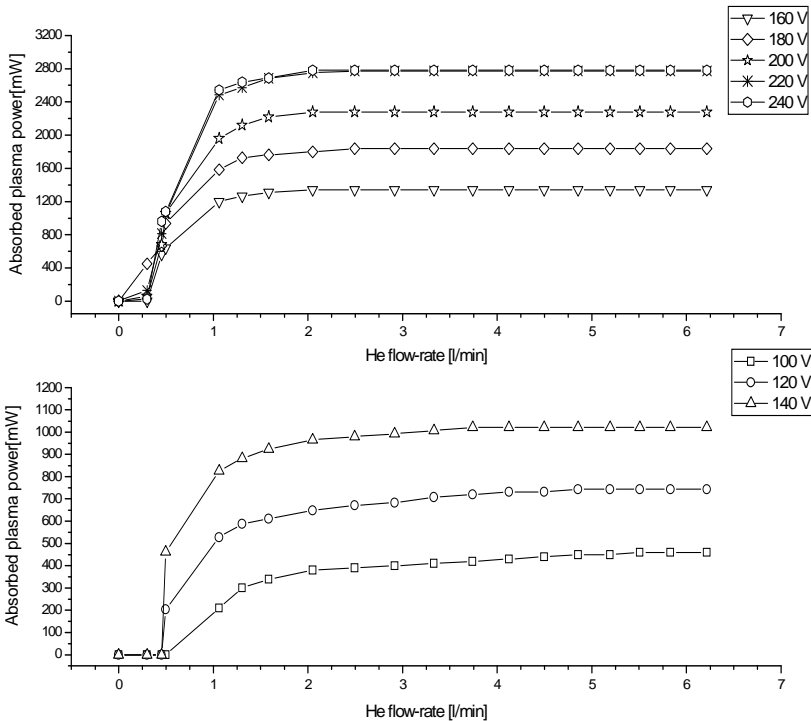 160 V
180 V
200 V
220 V
240 V
3200
2800
2400
2000
1600
1200
800
400
0
Absorbed plasma power[mW]
0 1 2 3 4 5 6 7
He flow-rate [l/min]
100 V
120 V
140 V
1200
1100
1000
900
800
700
600
500
400
300
200
100
0
Absorbed plasma power[mW]
0 1 2 3 4 5 6 7
He flow-rate [l/min]